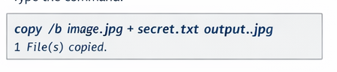 copy /b image.jpg + secret.txt output..jpg
1 File(s) copied.